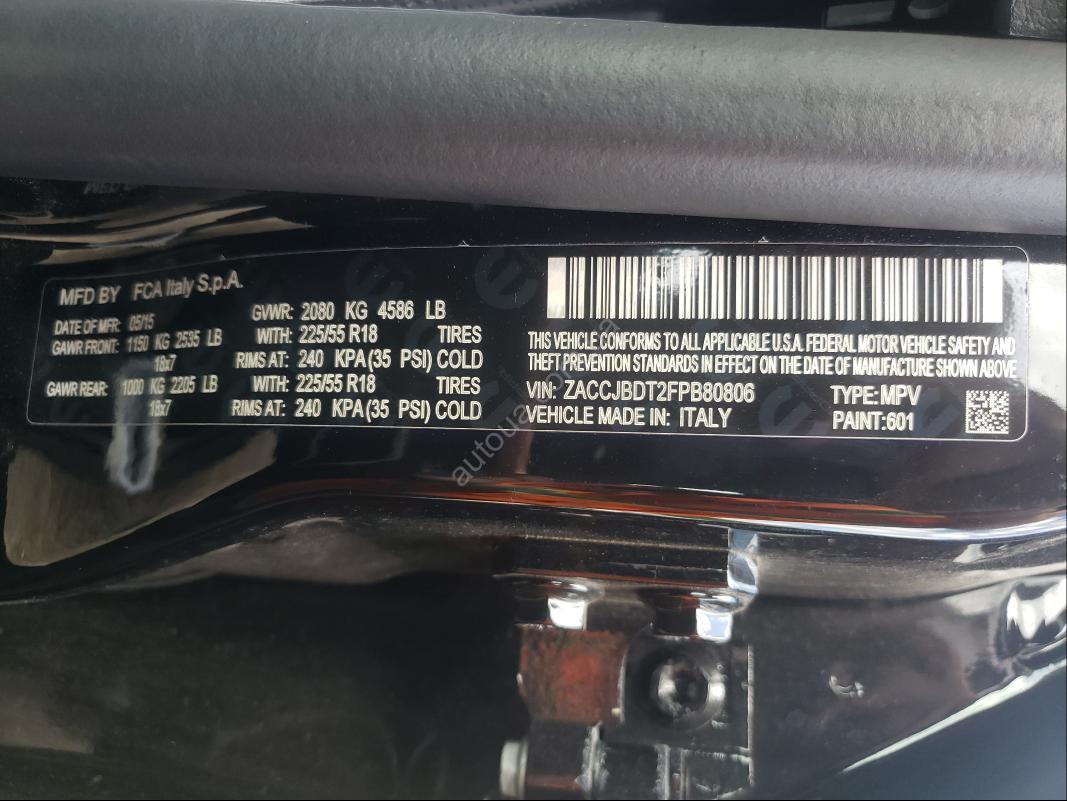 MFD BY FCA Italy S.p.A.
DATE OF MFR: 05/15 GVWR: 2080 KG 4586 LB
GAWR FRONT: 1150 KG 2535 LB WITH: 225/55 R18 TIRES
18x7 RIMS AT: 240 KPA(35 PSI) COLD
GAWR REAR: 1000 KG 2205 LB WITH: 225/55 R18 TIRES
18x7 RIMS AT: 240 KPA(35 PSI) COLD
THIS VEHICLE CONFORMS TO ALL APPLICABLE U.S.A. FEDERAL MOTOR VEHICLE SAFETY AND
THEFT PREVENTION STANDARDS IN EFFECT ON THE DATE OF MANUFACTURE SHOWN ABOVE
VIN: ZACCJBDT2FPB80806 TYPE: MPV
VEHICLE MADE IN: ITALY PAINT:601